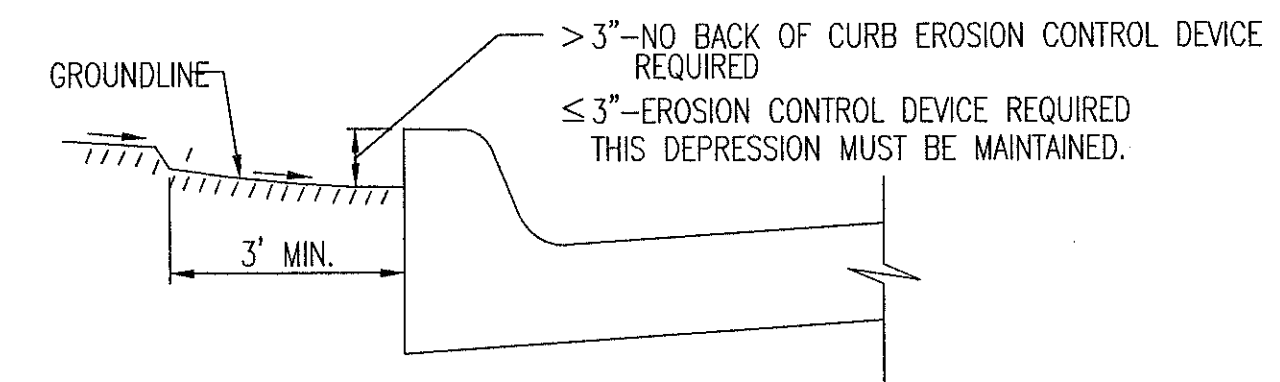 > 3"-NO BACK OF CURB EROSION CONTROL DEVICE
REQUIRED
GROUNDLINE
≤ 3"-EROSION CONTROL DEVICE REQUIRED
THIS DEPRESSION MUST BE MAINTAINED.
3' MIN.